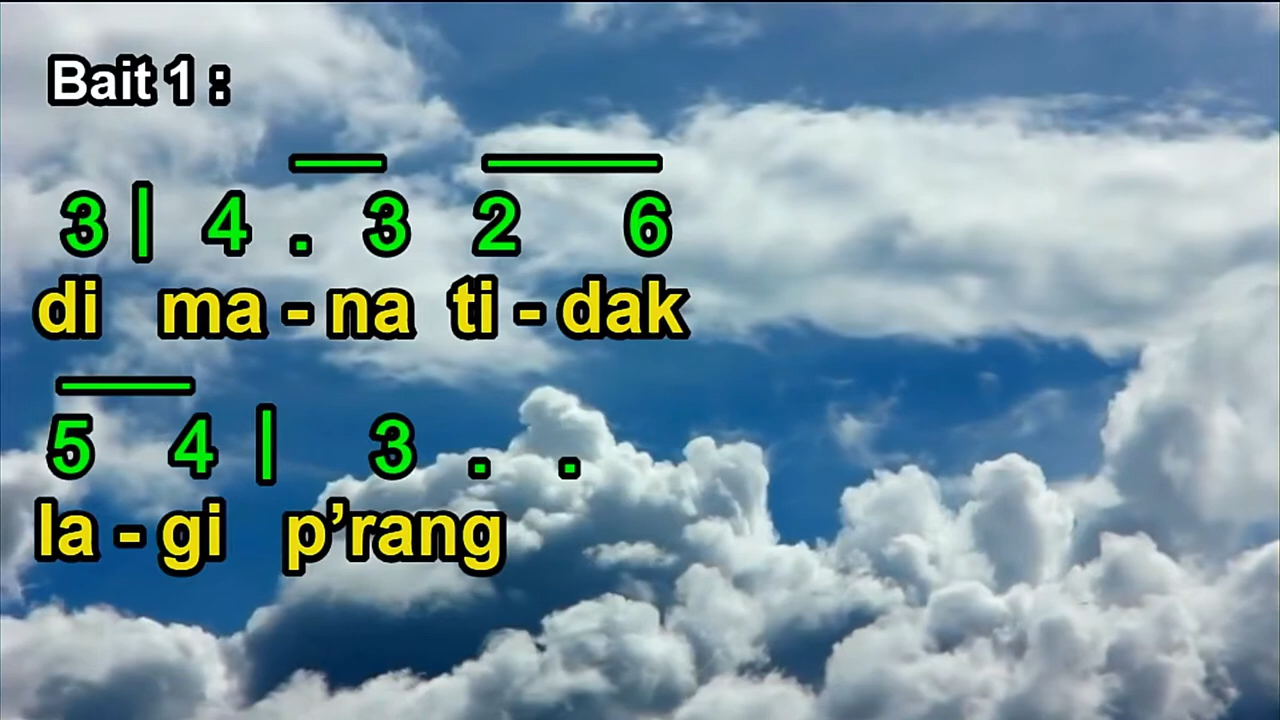 Bait 1 :
3 | 4 . 3 2 6
di ma - na ti - dak
5 4 | 3 . .
la - gi p’rang